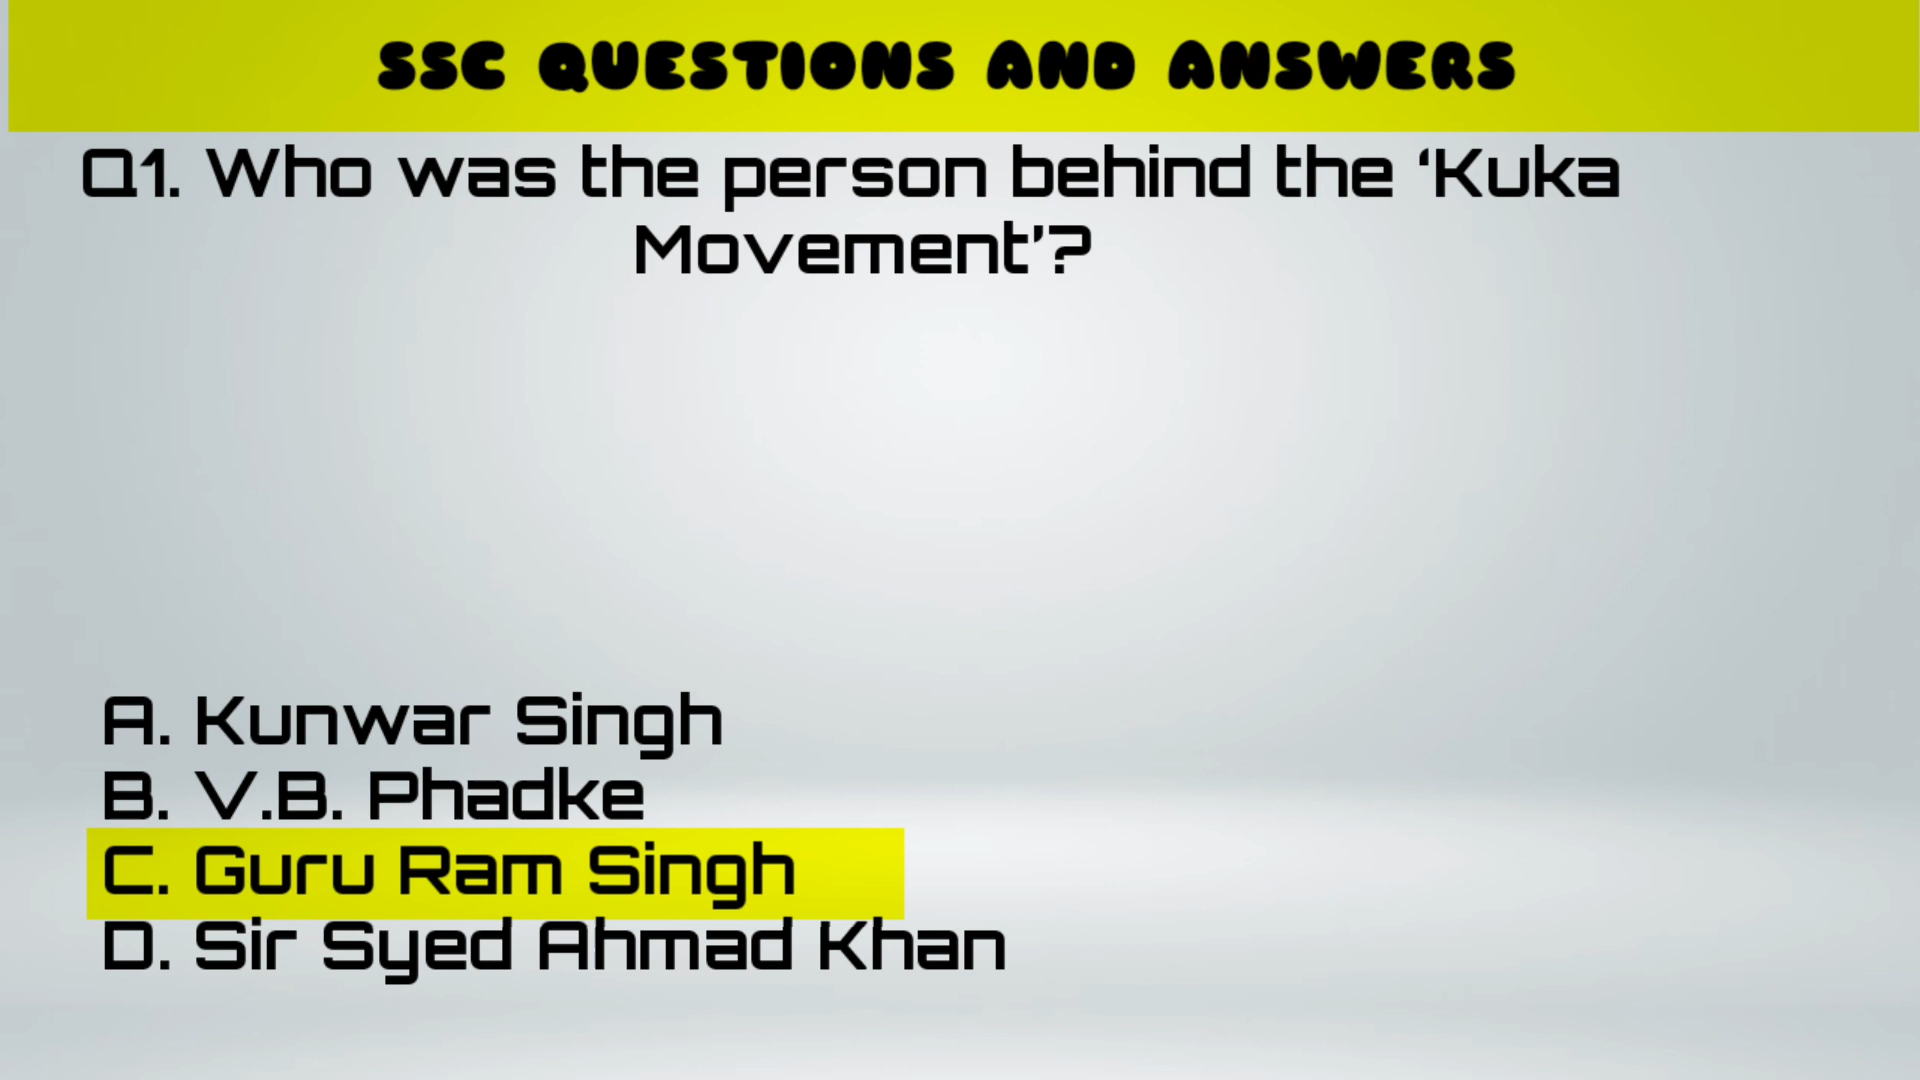 SSC QUESTIONS AND ANSWERS
Q1. Who was the person behind the ‘Kuka
Movement’?
A. Kunwar Singh
B. V.B. Phadke
C. Guru Ram Singh
D. Sir Syed Ahmad Khan